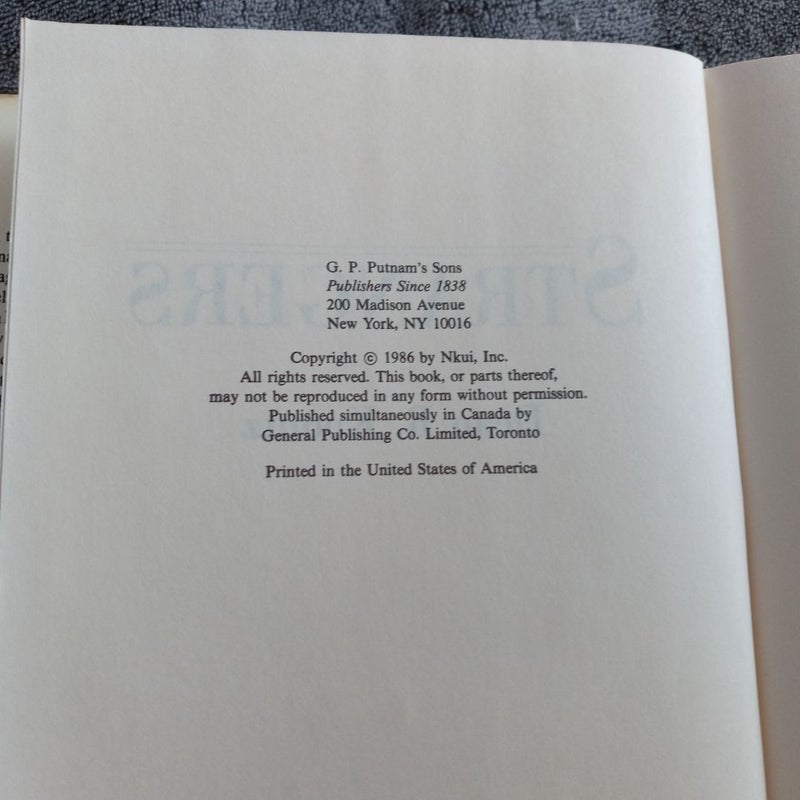 G. P. Putnam's Sons
Publishers Since 1838
200 Madison Avenue
New York, NY 10016
Copyright © 1986 by Nkui, Inc.
All rights reserved. This book, or parts thereof,
may not be reproduced in any form without permission.
Published simultaneously in Canada by
General Publishing Co. Limited, Toronto
Printed in the United States of America